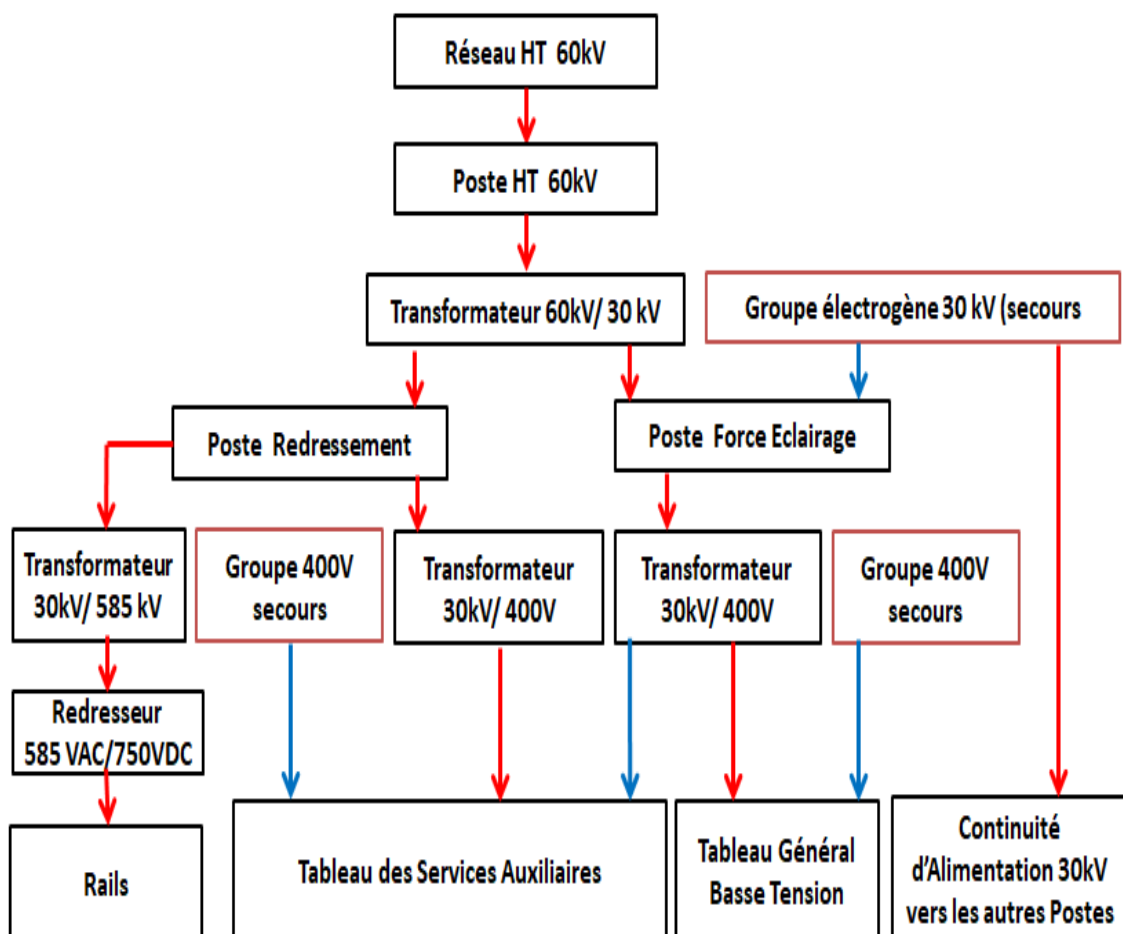 Réseau HT 60kV
Poste HT 60kV
Transformateur 60kV/ 30 kV
Groupe électrogène 30 kV (secours
Poste Redressement
Poste Force Eclairage
Transformateur
30kV/ 585 kV
Groupe 400V
secours
Transformateur
30kV/ 400V
Transformateur
30kV/ 400V
Groupe 400V
secours
Redresseur
585 VAC/750VDC
Rails
Tableau des Services Auxiliaires
Tableau Général
Basse Tension
Continuité
d'Alimentation 30kV
vers les autres Postes